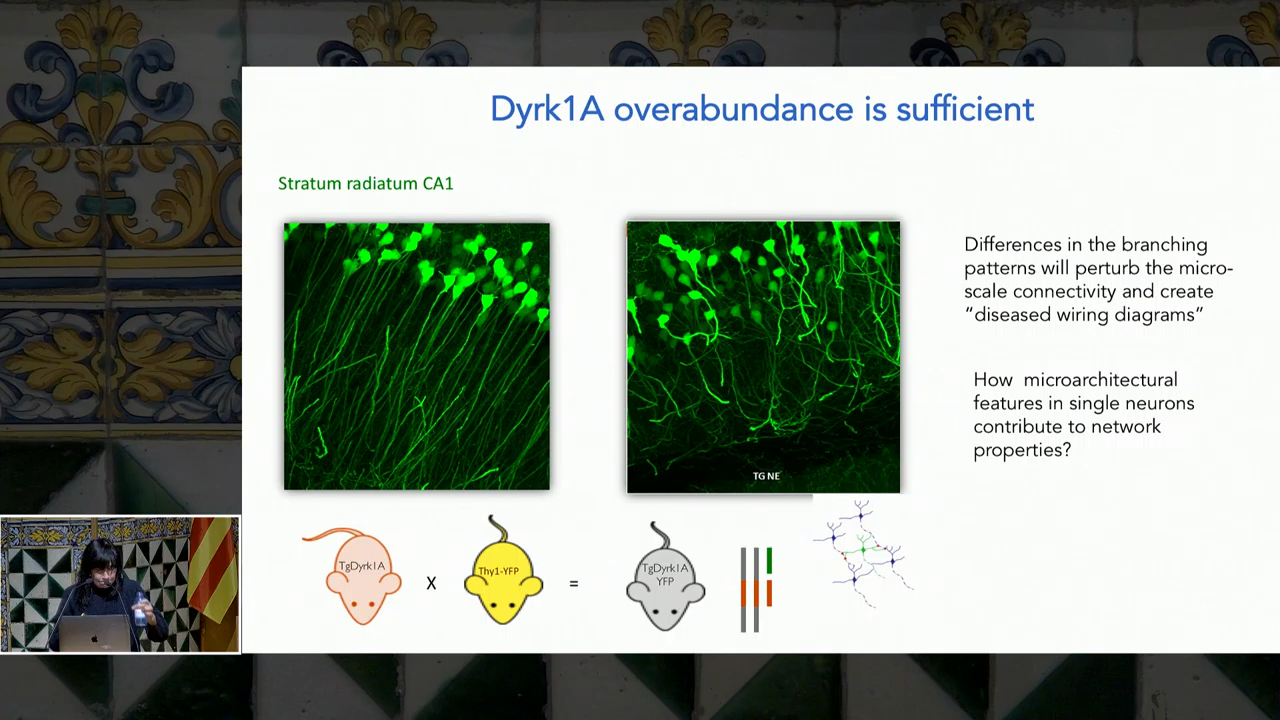 Dyrk1A overabundance is sufficient
Stratum radiatum CA1
Differences in the branching
patterns will perturb the micro-
scale connectivity and create
“diseased wiring diagrams”
How microarchitectural
features in single neurons
contribute to network
properties?
TG NE
TgDyrk1A
X
Thy1-YFP
=
TgDyrk1A
YFP